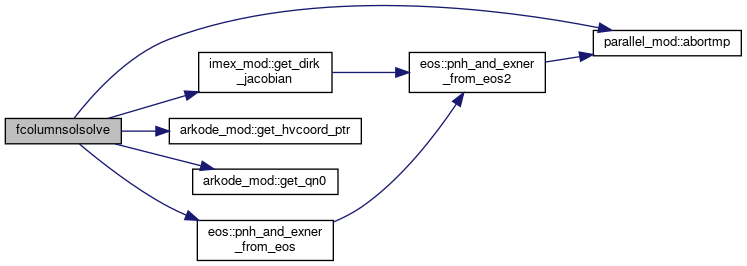 parallel_mod::abortmp
imex_mod::get_dirk
_jacobian
eos::pnh_and_exner
_from_eos2
fcolumnsolsolve
arkode_mod::get_hvcoord_ptr
arkode_mod::get_qn0
eos::pnh_and_exner
_from_eos